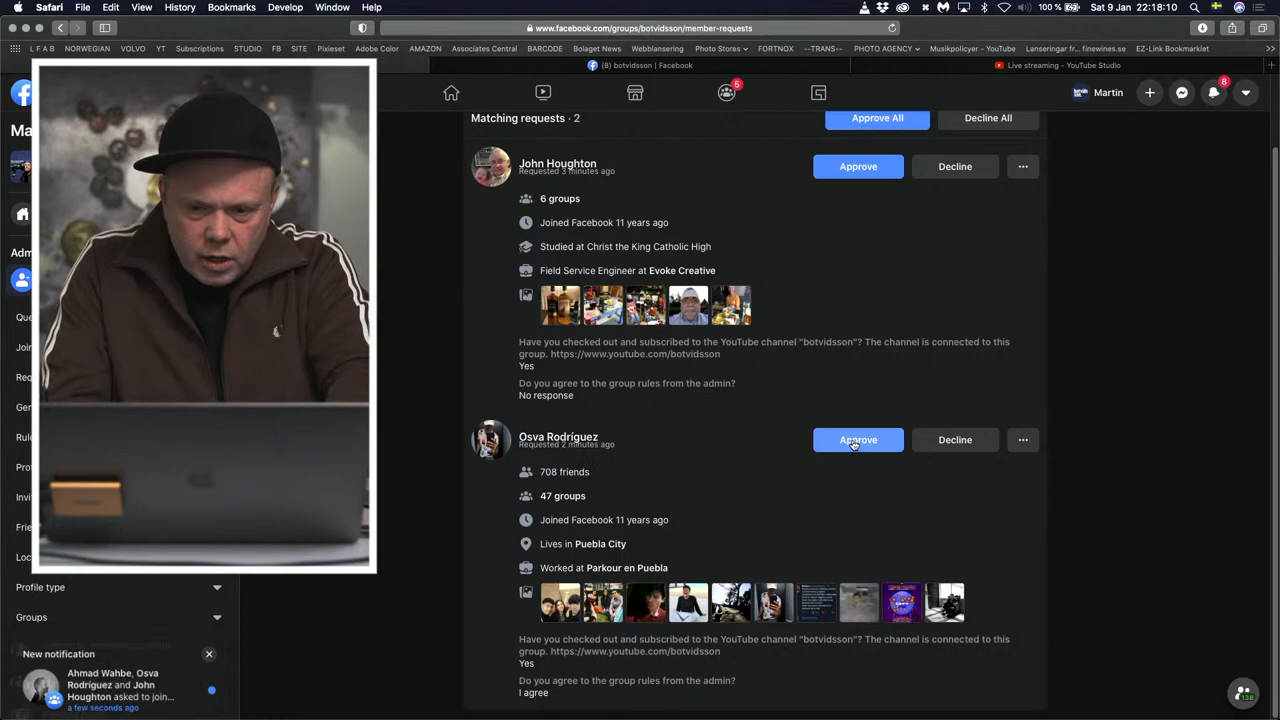 Safari File Edit View History Bookmarks Develop Window Help 100 % Sat 9 Jan 22:18:10
www.facebook.com/groups/botvidsson/member-requests
L F A B NORWEGIAN VOLVO YT Subscriptions STUDIO FB SITE Pixieset Adobe Color AMAZON Associates Central BARCODE Bolaget News Webblansering Photo Stores FORTNOX --TRANS-- PHOTO AGENCY Musikpolicyer - YouTube Lanseringar fr... finewines.se EZ-Link Bookmarklet
(8) botvidsson | Facebook
Live streaming - YouTube Studio
5
Martin
8
Matching requests · 2
Approve All
Decline All
John Houghton
Requested 3 minutes ago
Approve
Decline
6 groups
Joined Facebook 11 years ago
Studied at Christ the King Catholic High
Field Service Engineer at Evoke Creative
Have you checked out and subscribed to the YouTube channel "botvidsson"? The channel is connected to this
group. https://www.youtube.com/botvidsson
Yes
Do you agree to the group rules from the admin?
No response
Osva Rodríguez
Requested 2 minutes ago
Approve
Decline
708 friends
47 groups
Joined Facebook 11 years ago
Lives in Puebla City
Worked at Parkour en Puebla
Have you checked out and subscribed to the YouTube channel "botvidsson"? The channel is connected to this
group. https://www.youtube.com/botvidsson
Yes
Do you agree to the group rules from the admin?
I agree
Profile type
Groups
New notification
Ahmad Wahbe, Osva
Rodríguez and John
Houghton asked to join...
a few seconds ago
138